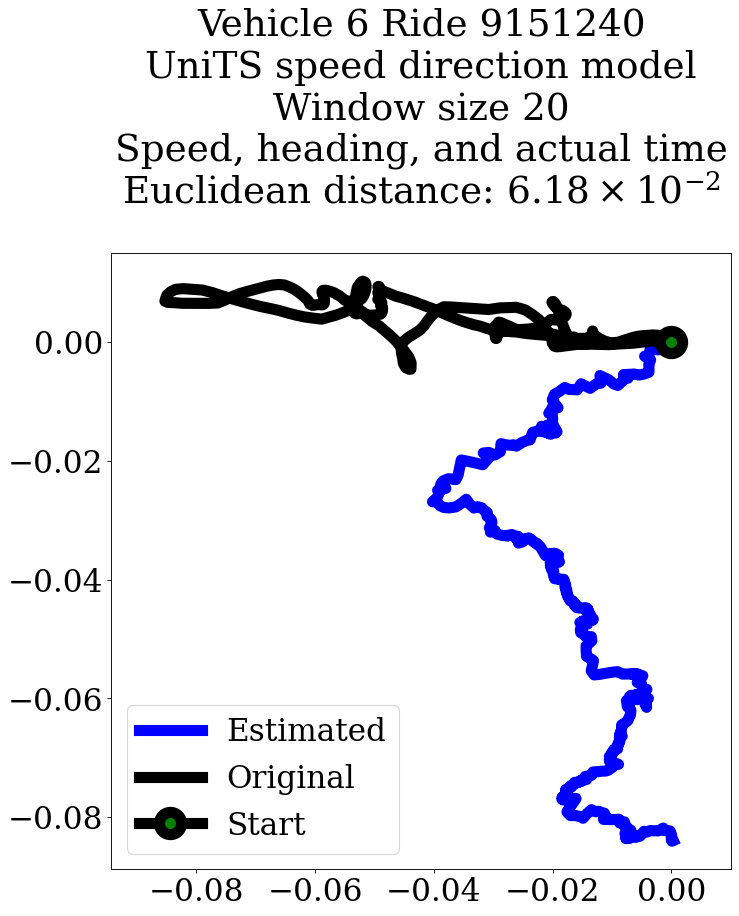 Vehicle 6 Ride 9151240
UniTS speed direction model
Window size 20
Speed, heading, and actual time
Euclidean distance: 6.18 × 10⁻²
0.00
−0.02
−0.04
−0.06
−0.08
Estimated
Original
Start
−0.08 −0.06 −0.04 −0.02 0.00